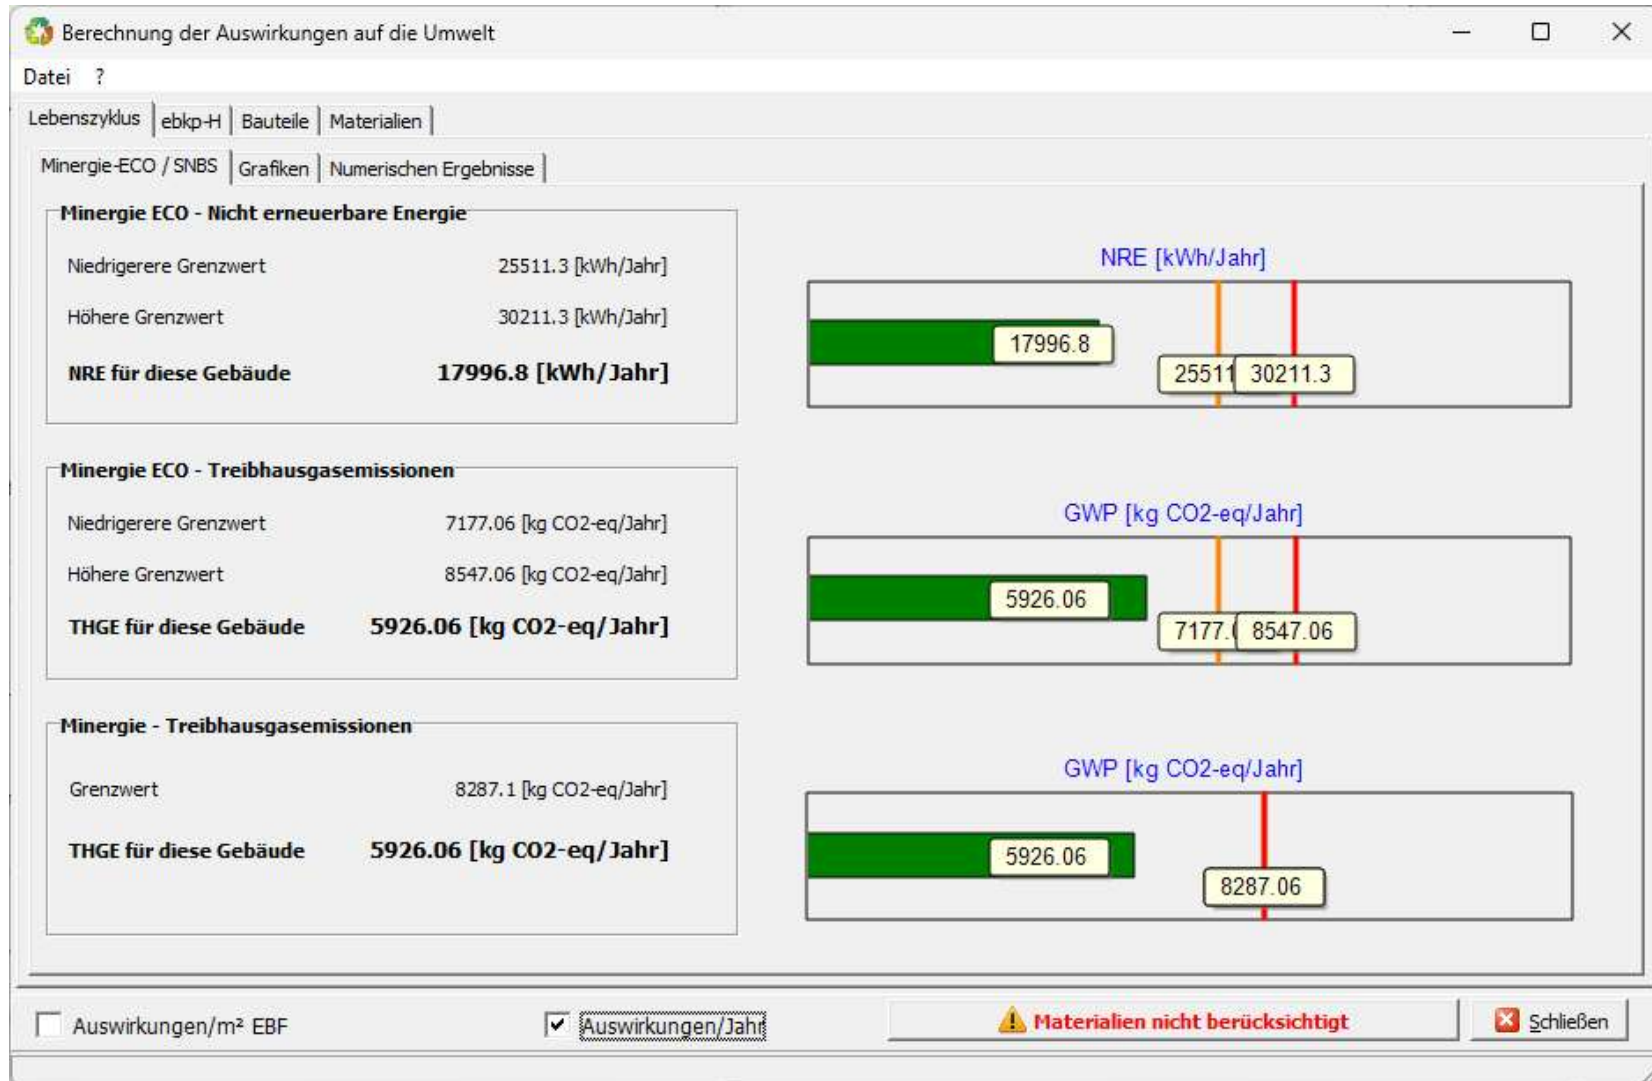 Berechnung der Auswirkungen auf die Umwelt
Datei ?
Lebenszyklus ebkp-H Bauteile Materialien
Minergie-ECO / SNBS Grafiken Numerischen Ergebnisse
Minergie ECO - Nicht erneuerbare Energie
Niedrigerere Grenzwert 25511.3 [kWh/Jahr]
Höhere Grenzwert 30211.3 [kWh/Jahr]
NRE für diese Gebäude 17996.8 [kWh/Jahr]
NRE [kWh/Jahr]
17996.8
25511 30211.3
Minergie ECO - Treibhausgasemissionen
Niedrigerere Grenzwert 7177.06 [kg CO2-eq/Jahr]
Höhere Grenzwert 8547.06 [kg CO2-eq/Jahr]
THGE für diese Gebäude 5926.06 [kg CO2-eq/Jahr]
GWP [kg CO2-eq/Jahr]
5926.06
7177.0 8547.06
Minergie - Treibhausgasemissionen
Grenzwert 8287.1 [kg CO2-eq/Jahr]
THGE für diese Gebäude 5926.06 [kg CO2-eq/Jahr]
GWP [kg CO2-eq/Jahr]
5926.06
8287.06
Auswirkungen/m² EBF Auswirkungen/Jahr Materialien nicht berücksichtigt Schließen